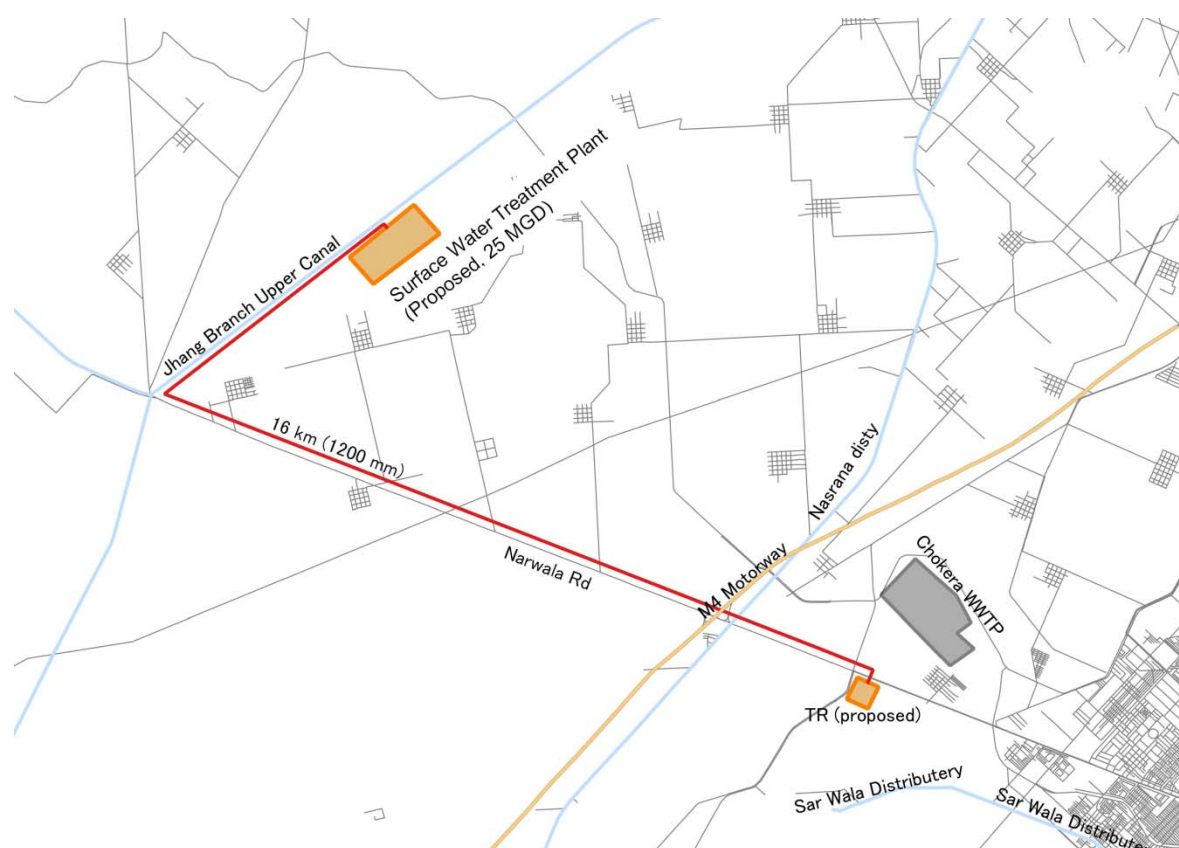 Surface Water Treatment Plant
(Proposed, 25 MGD)
Jhang Branch Upper Canal
16 km (1200 mm)
Narwala Rd
M4 Motorway
Nasrana disty
Chokera WWTP
TR (proposed)
Sar Wala Distributery
Sar Wala Distributery